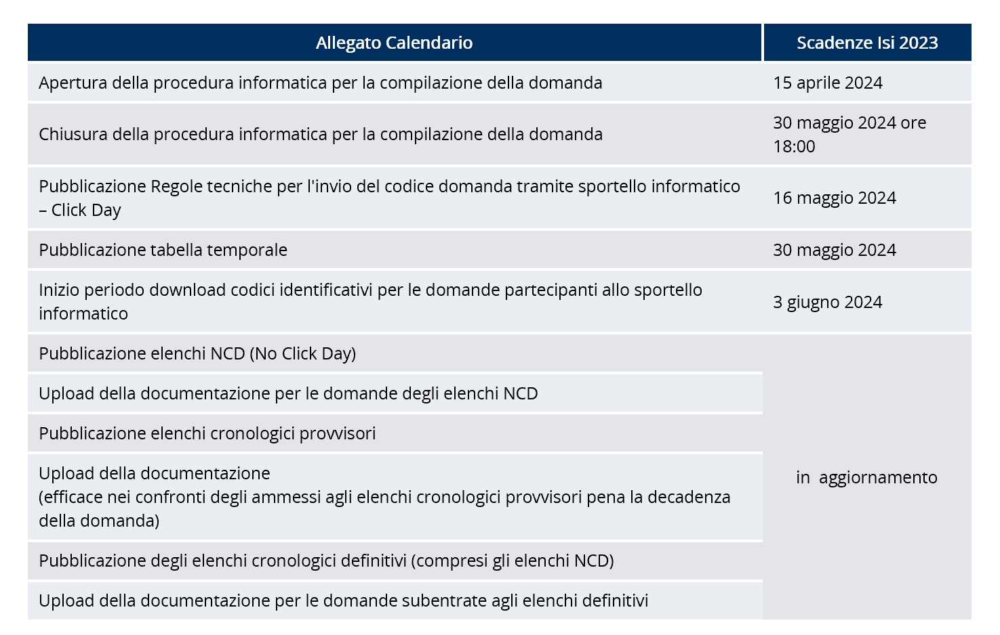 Allegato Calendario
Scadenze Isi 2023
Apertura della procedura informatica per la compilazione della domanda
15 aprile 2024
Chiusura della procedura informatica per la compilazione della domanda
30 maggio 2024 ore
18:00
Pubblicazione Regole tecniche per l'invio del codice domanda tramite sportello informatico
– Click Day
16 maggio 2024
Pubblicazione tabella temporale
30 maggio 2024
Inizio periodo download codici identificativi per le domande partecipanti allo sportello
informatico
3 giugno 2024
Pubblicazione elenchi NCD (No Click Day)
Upload della documentazione per le domande degli elenchi NCD
Pubblicazione elenchi cronologici provvisori
Upload della documentazione
(efficace nei confronti degli ammessi agli elenchi cronologici provvisori pena la decadenza
della domanda)
Pubblicazione degli elenchi cronologici definitivi (compresi gli elenchi NCD)
Upload della documentazione per le domande subentrate agli elenchi definitivi
in aggiornamento